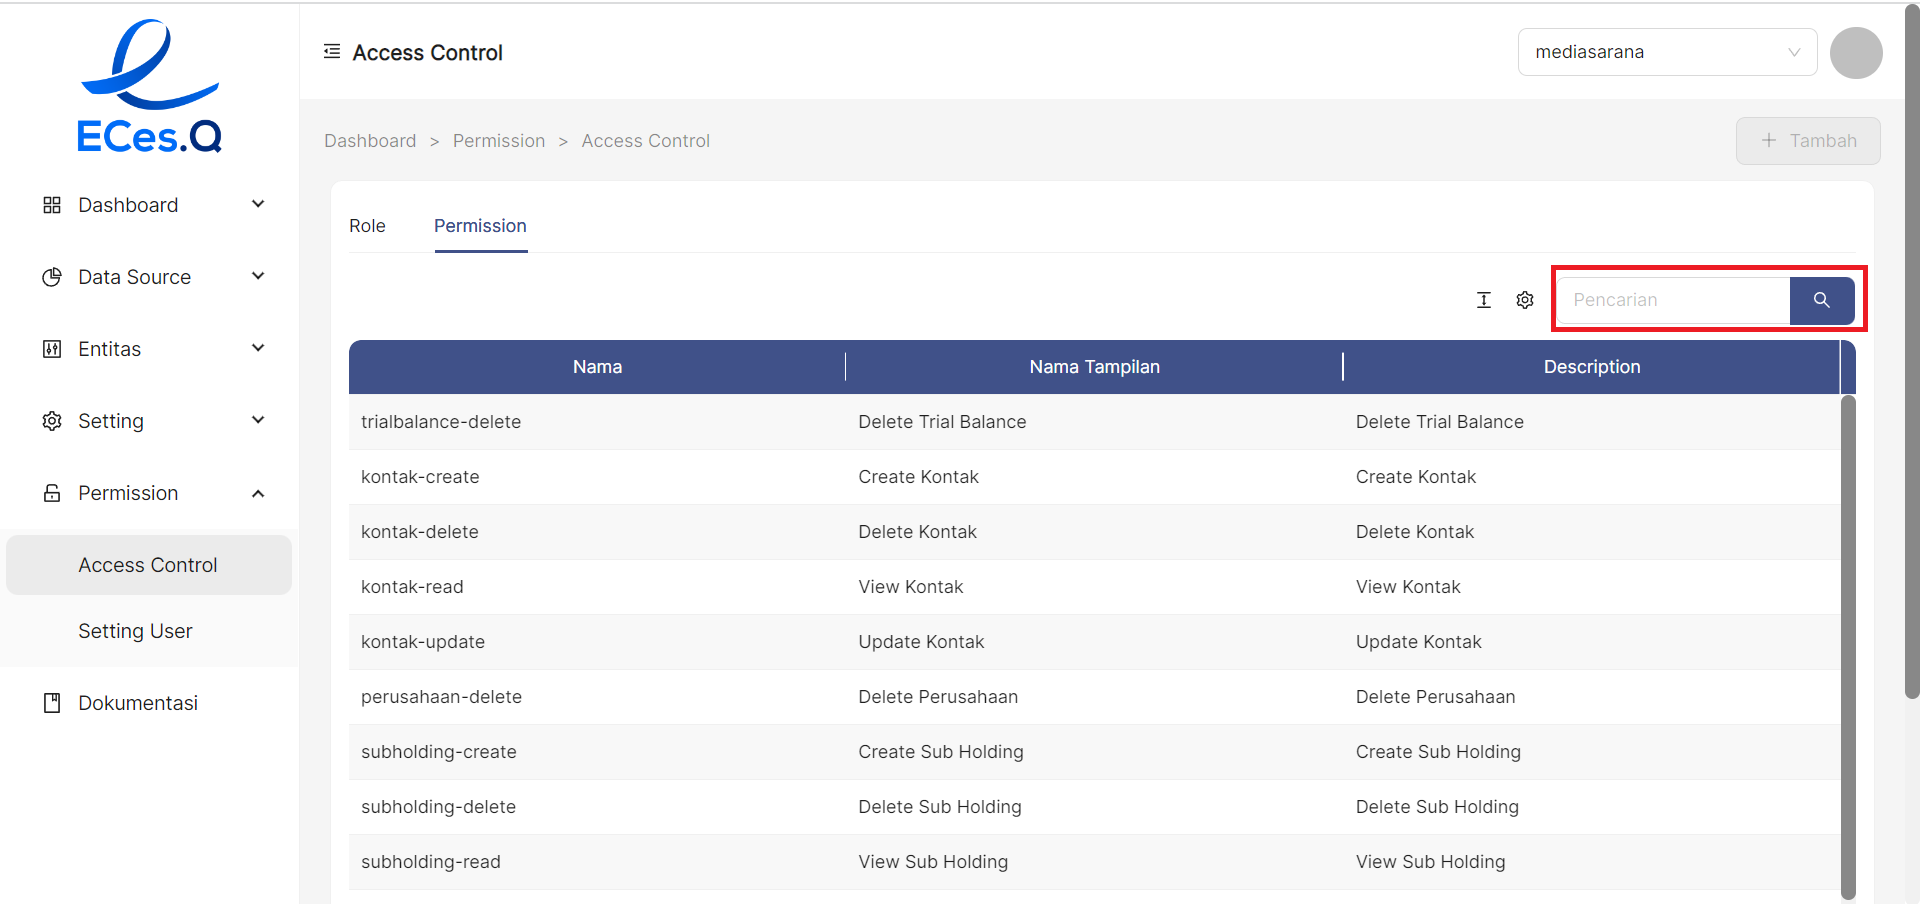 ECes.Q
Dashboard
Data Source
Entitas
Setting
Permission
Access Control
Setting User
Dokumentasi
Access Control
mediasarana
Dashboard > Permission > Access Control
+ Tambah
Role Permission
Pencarian
Nama Nama Tampilan Description
trialbalance-delete Delete Trial Balance Delete Trial Balance
kontak-create Create Kontak Create Kontak
kontak-delete Delete Kontak Delete Kontak
kontak-read View Kontak View Kontak
kontak-update Update Kontak Update Kontak
perusahaan-delete Delete Perusahaan Delete Perusahaan
subholding-create Create Sub Holding Create Sub Holding
subholding-delete Delete Sub Holding Delete Sub Holding
subholding-read View Sub Holding View Sub Holding